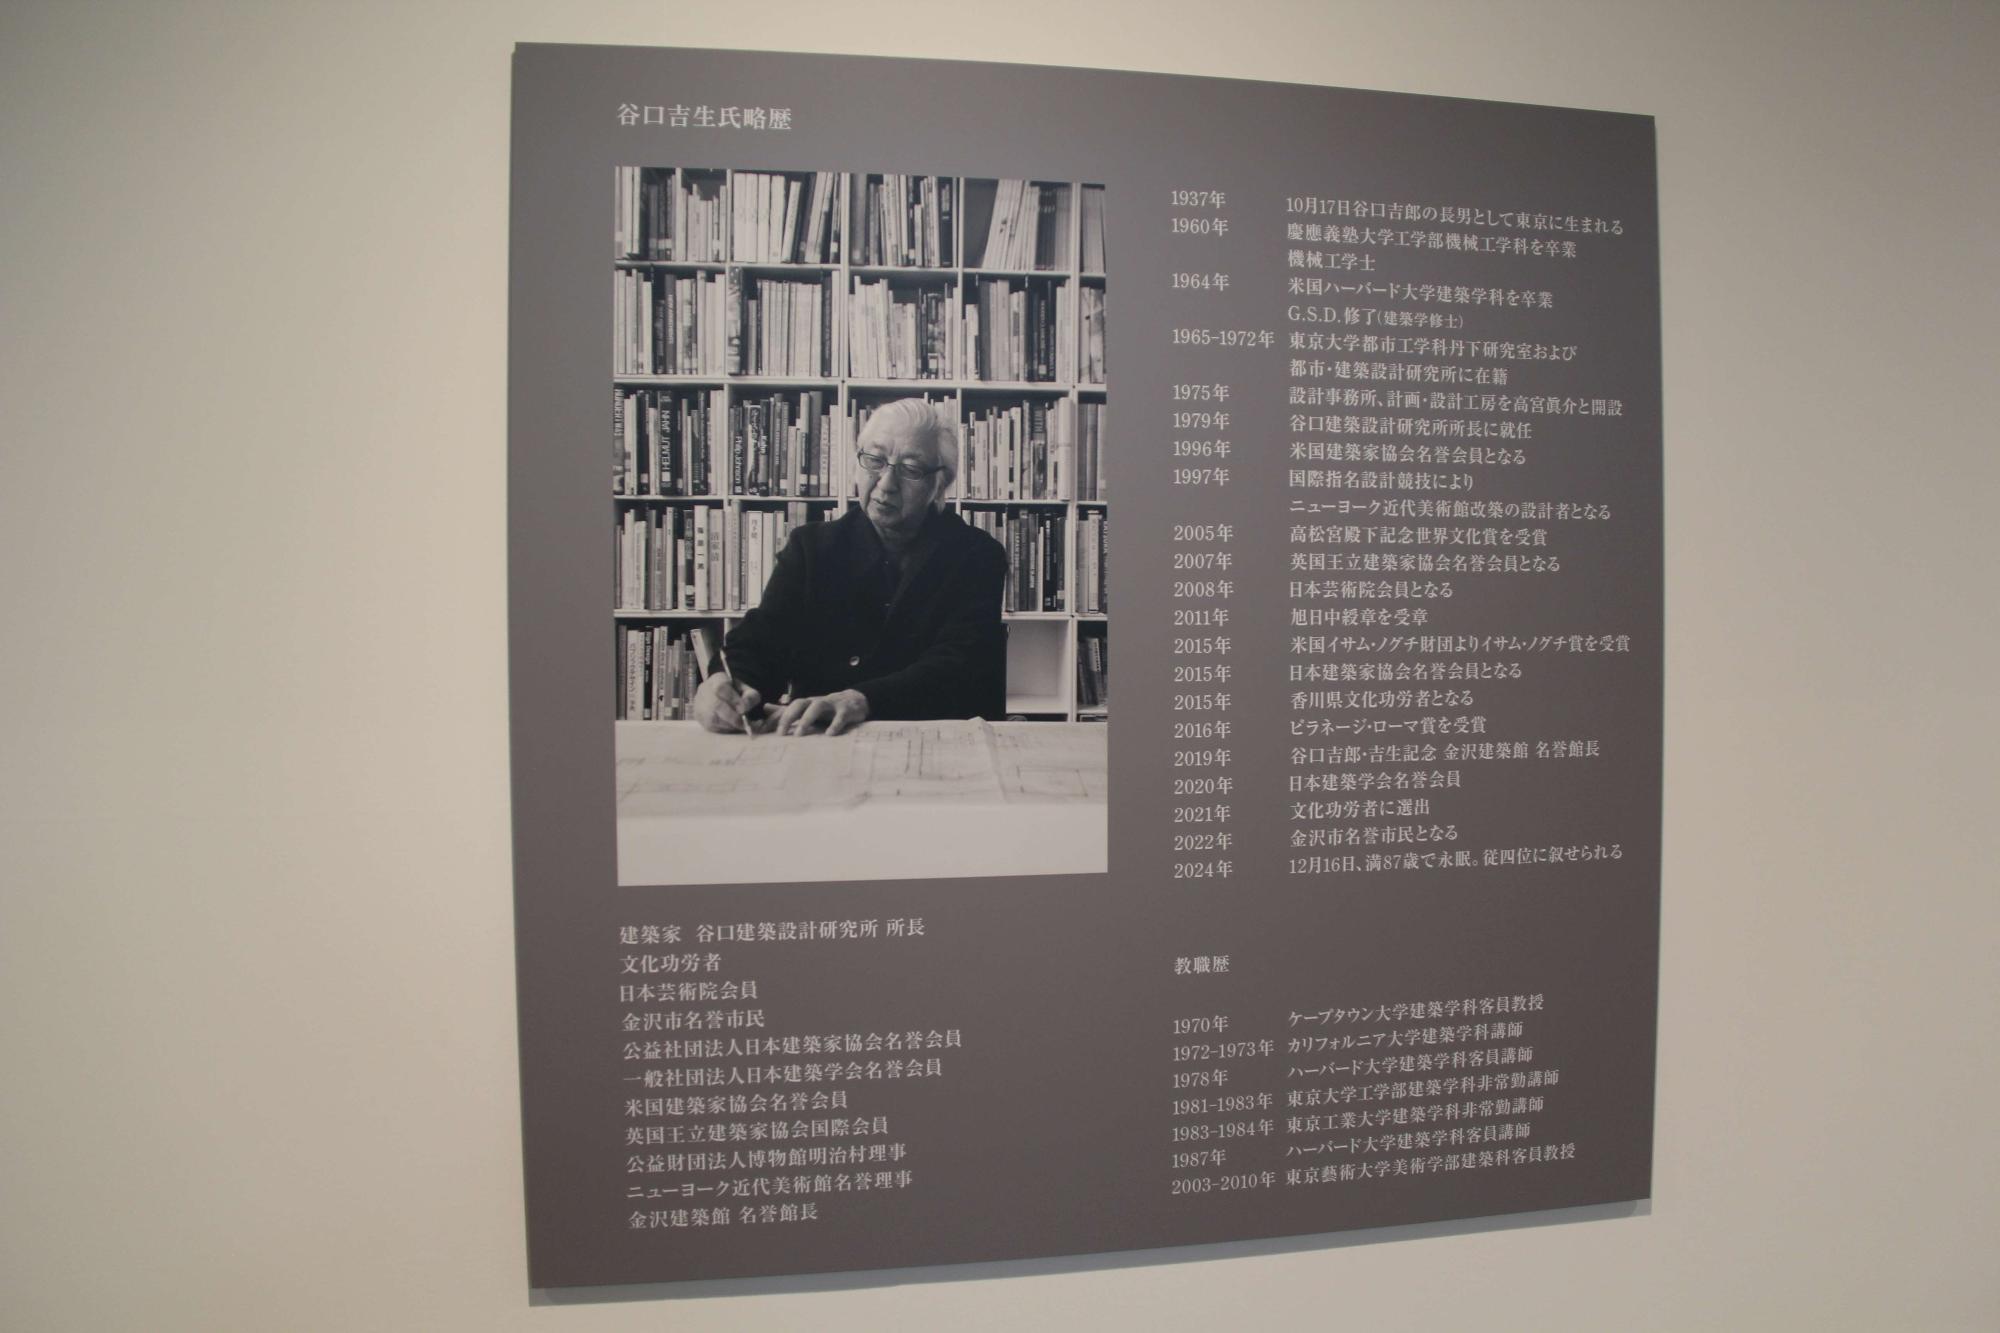 谷口吉生氏略歴
1937年 10月17日谷口吉郎の長男として東京に生まれる
1960年 慶應義塾大学工学部機械工学科を卒業
機械工学士
1964年 米国ハーバード大学建築学科を卒業
G.S.D.修了(建築学修士)
1965-1972年 東京大学都市工学科丹下研究室および
都市・建築設計研究所に在籍
1975年 設計事務所、計画・設計工房を高宮眞介と開設
1979年 谷口建築設計研究所所長に就任
1996年 米国建築家協会名誉会員となる
1997年 国際指名設計競技により
ニューヨーク近代美術館改築の設計者となる
2005年 高松宮殿下記念世界文化賞を受賞
2007年 英国王立建築家協会名誉会員となる
2008年 日本芸術院会員となる
2011年 旭日中綬章を受章
2015年 米国イサム・ノグチ財団よりイサム・ノグチ賞を受賞
2015年 日本建築家協会名誉会員となる
2015年 香川県文化功労者となる
2016年 ピラネージ・ローマ賞を受賞
2019年 谷口吉郎・吉生記念 金沢建築館 名誉館長
2020年 日本建築学会名誉会員
2021年 文化功労者に選出
2022年 金沢市名誉市民となる
2024年 12月16日、満87歳で永眠。従四位に叙せられる
建築家 谷口建築設計研究所 所長
文化功労者
日本芸術院会員
金沢市名誉市民
公益社団法人日本建築家協会名誉会員
一般社団法人日本建築学会名誉会員
米国建築家協会名誉会員
英国王立建築家協会国際会員
公益財団法人博物館明治村理事
ニューヨーク近代美術館名誉理事
金沢建築館 名誉館長
教職歴
1970年 ケープタウン大学建築学科客員教授
1972-1973年 カリフォルニア大学建築学科講師
1978年 ハーバード大学建築学科客員講師
1981-1983年 東京大学工学部建築学科非常勤講師
1983-1984年 東京工業大学建築学科非常勤講師
1987年 ハーバード大学建築学科客員講師
2003-2010年 東京藝術大学美術学部建築科客員教授
HELMUT JAHN
Philip Johnson
篠原一男
清家清